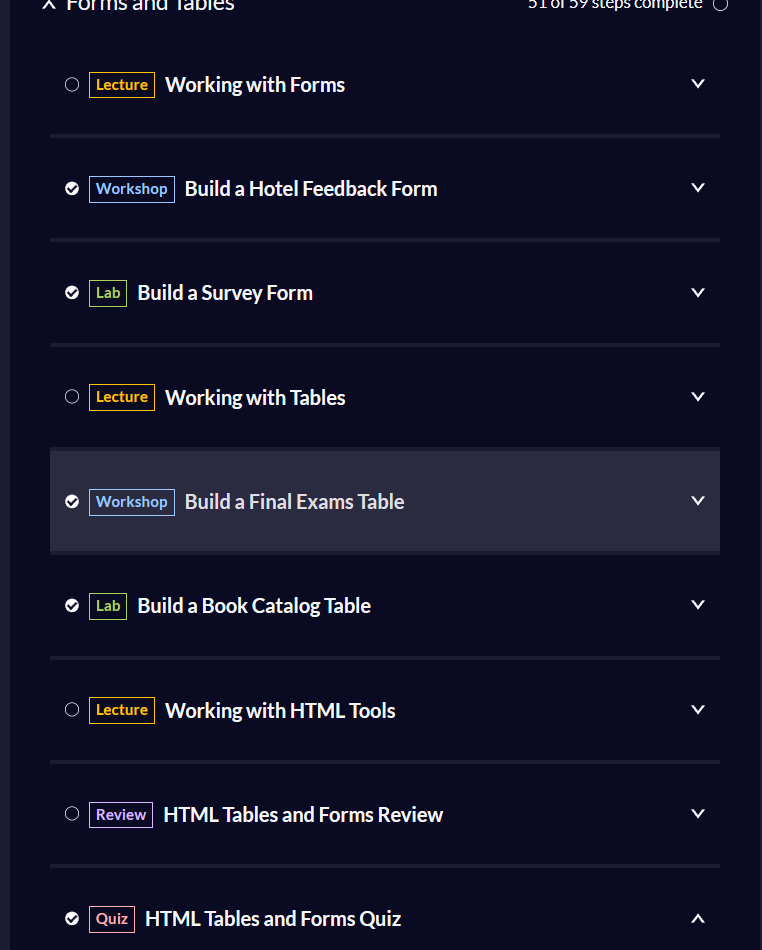 Forms and Tables
51 of 59 steps complete
Lecture Working with Forms
Workshop Build a Hotel Feedback Form
Lab Build a Survey Form
Lecture Working with Tables
Workshop Build a Final Exams Table
Lab Build a Book Catalog Table
Lecture Working with HTML Tools
Review HTML Tables and Forms Review
Quiz HTML Tables and Forms Quiz